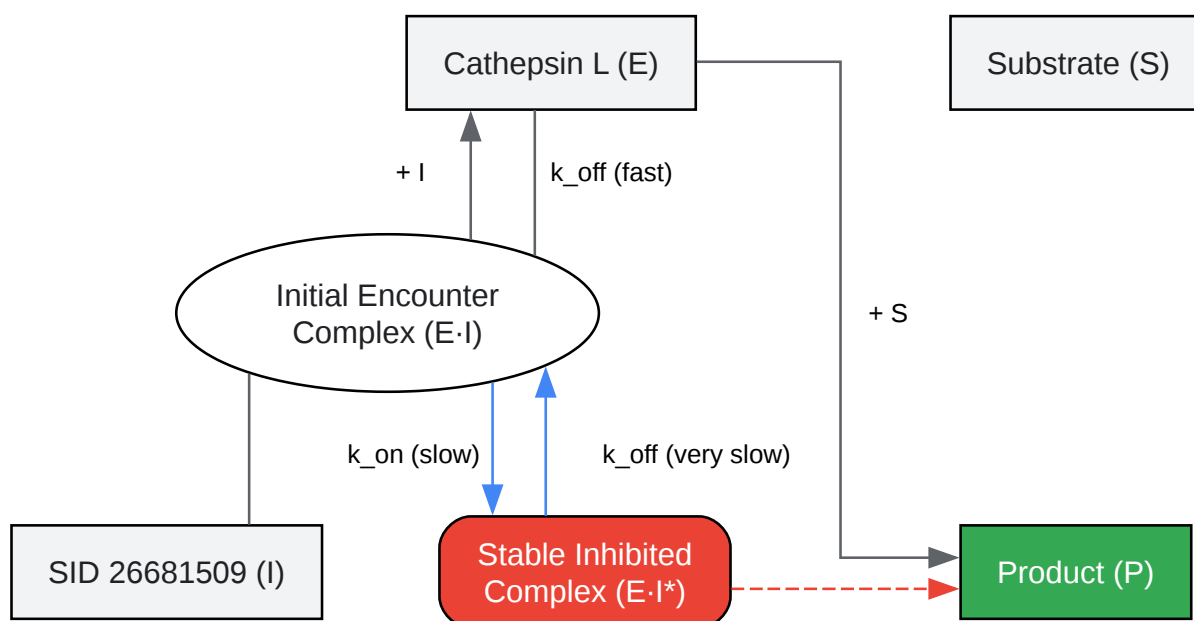 Cathepsin L (E)
Substrate (S)
+ I
k_off (fast)
Initial Encounter
Complex (E·I)
+ S
k_on (slow)
k_off (very slow)
SID 26681509 (I)
Stable Inhibited
Complex (E·I*)
Product (P)